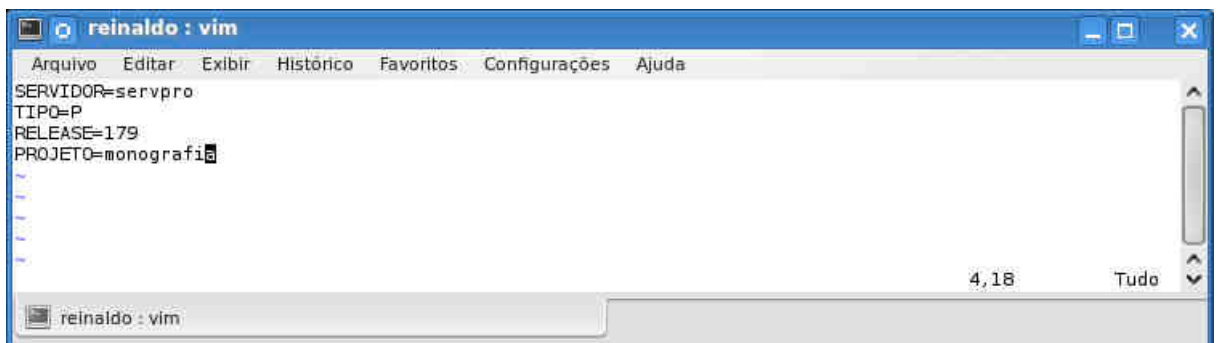 reinaldo : vim
Arquivo Editar Exibir Histórico Favoritos Configurações Ajuda
SERVIDOR=servpro
TIPO=P
RELEASE=179
PROJETO=monografia
~
~
~
~
~
4,18 Tudo
reinaldo : vim